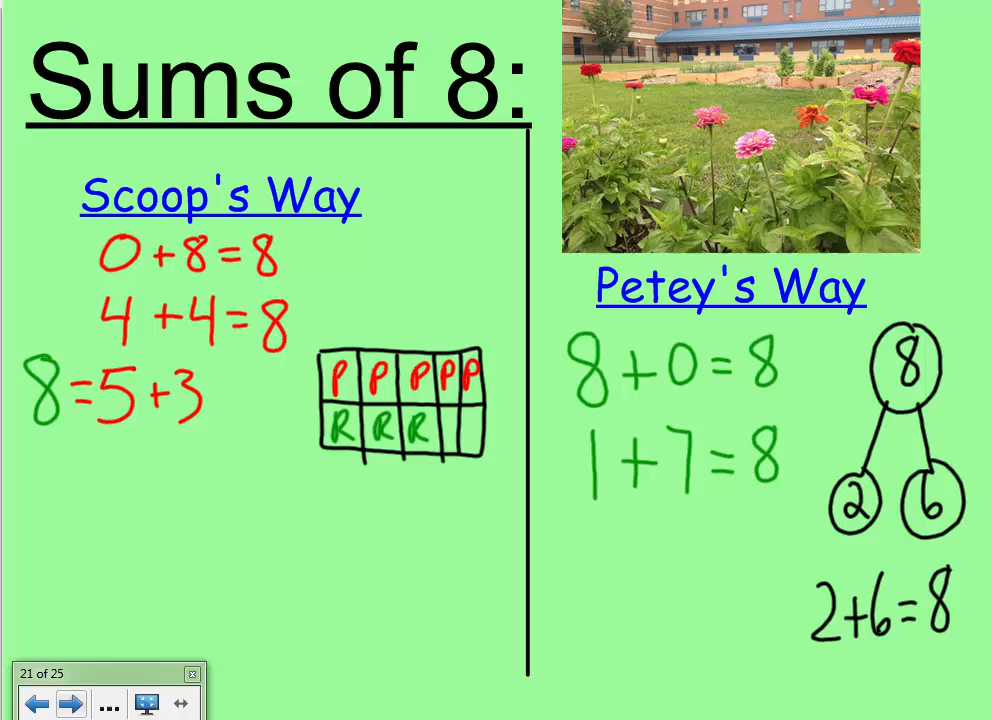 Sums of 8:
Scoop's Way
0+8=8
4+4=8
8=5+3
P P P P P
R R R
Petey's Way
8+0=8
1+7=8
8
2 6
2+6=8
21 of 25
...